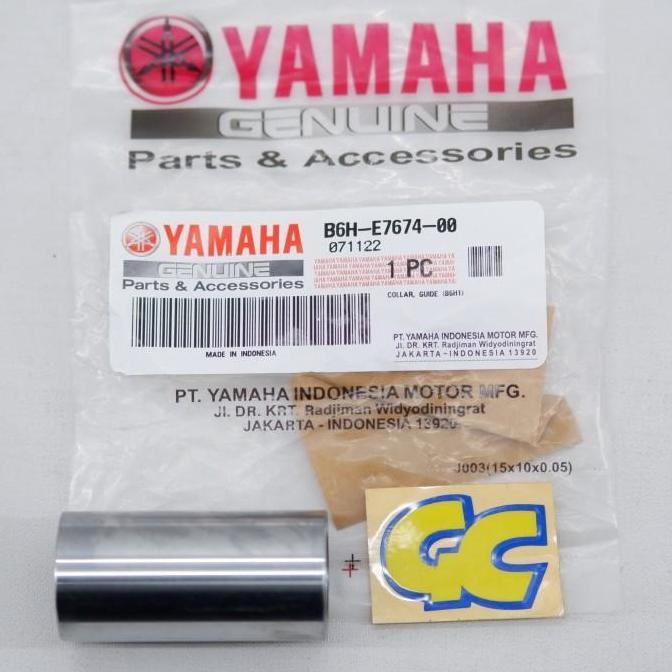 YAMAHA
GENUINE
Parts & Accessories
YAMAHA
GENUINE
Parts & Accessories
B6H-E7674-00
071122
1 PC
COLLAR, GUIDE (B6H1)
MADE IN INDONESIA
PT. YAMAHA INDONESIA MOTOR MFG.
Jl. DR. KRT. Radjiman Widyodiningrat
JAKARTA-INDONESIA 13920
PT. YAMAHA INDONESIA MOTOR MFG.
Jl. DR. KRT. Radjiman Widyodiningrat
JAKARTA - INDONESIA 13920
J003(15x10x0.05)
GC